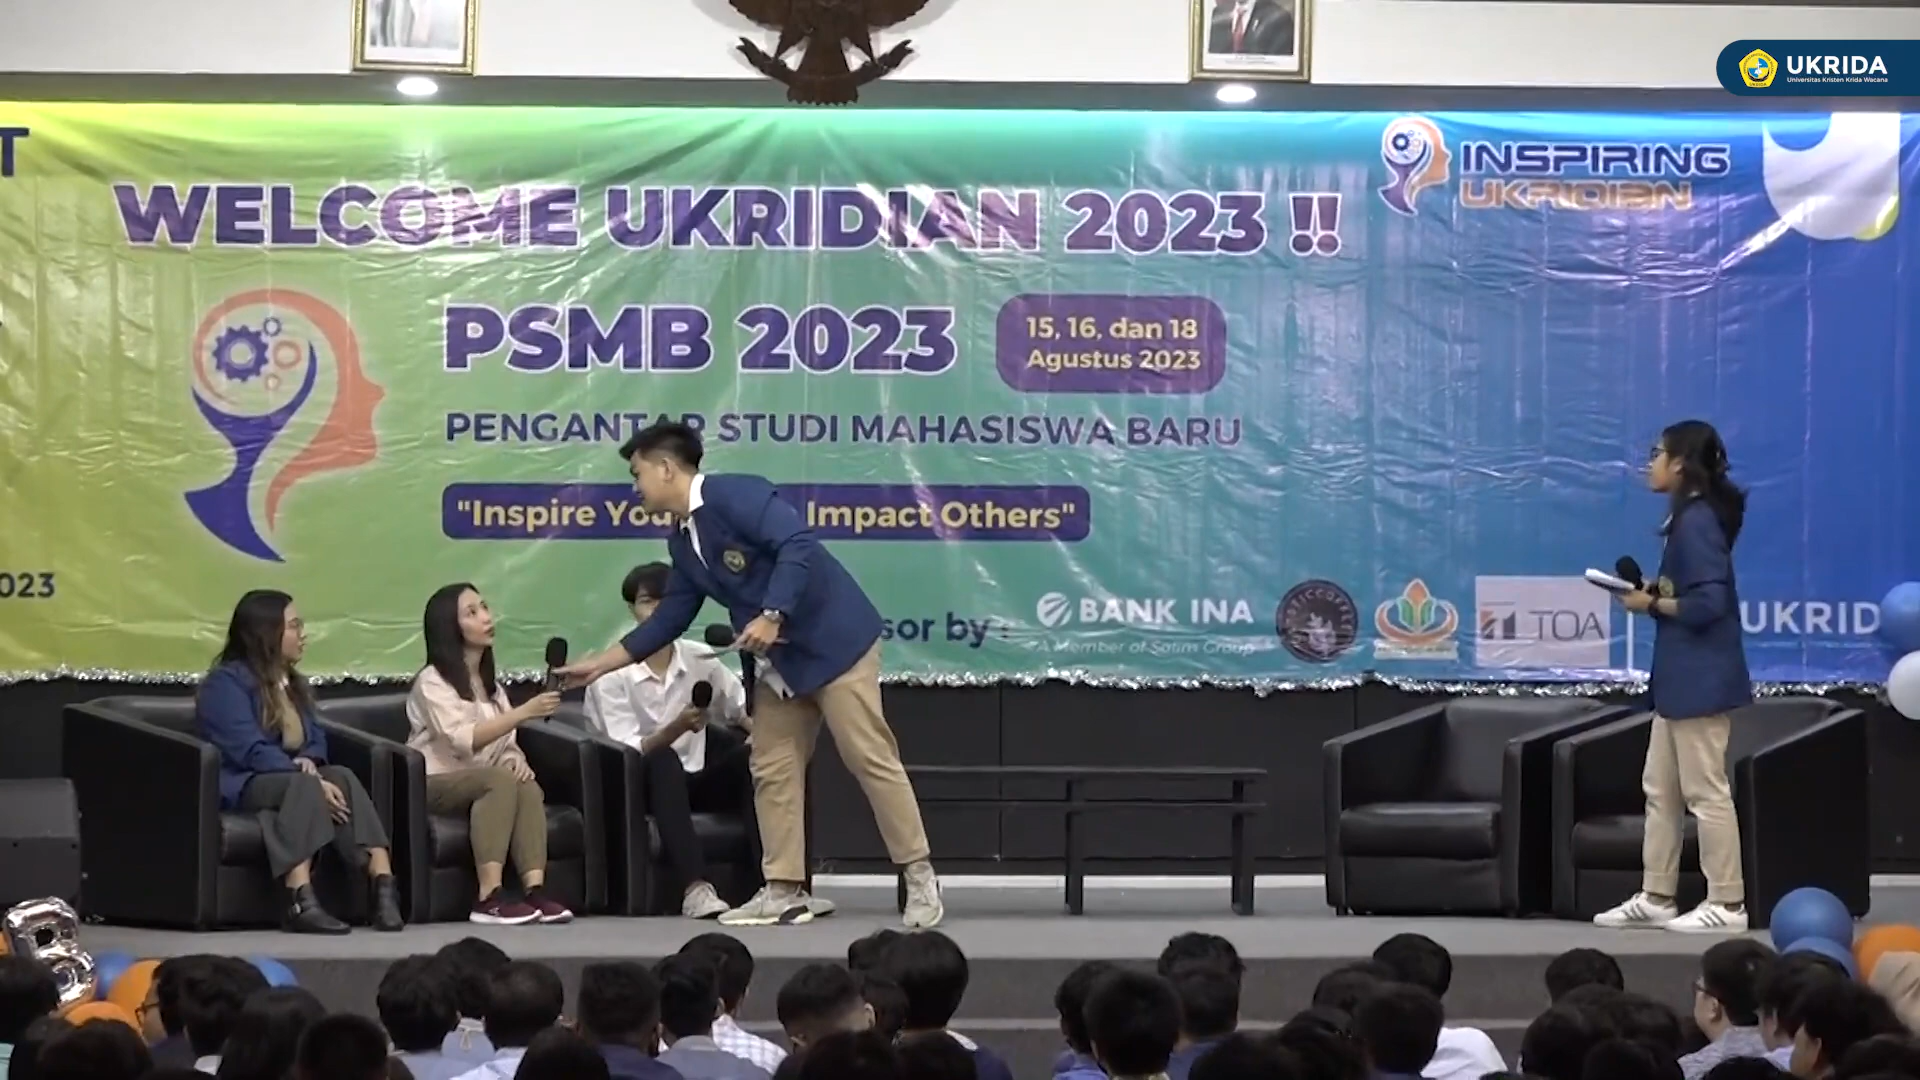 UKRIDA
Universitas Kristen Krida Wacana
T
WELCOME UKRIDIAN 2023 !!
INSPIRING
UKRIDIAN
PSMB 2023
15, 16, dan 18
Agustus 2023
PENGANTAR STUDI MAHASISWA BARU
"Inspire You Impact Others"
023
sor by :
BANK INA
A Member of Salim Group
TOA
UKRID
B